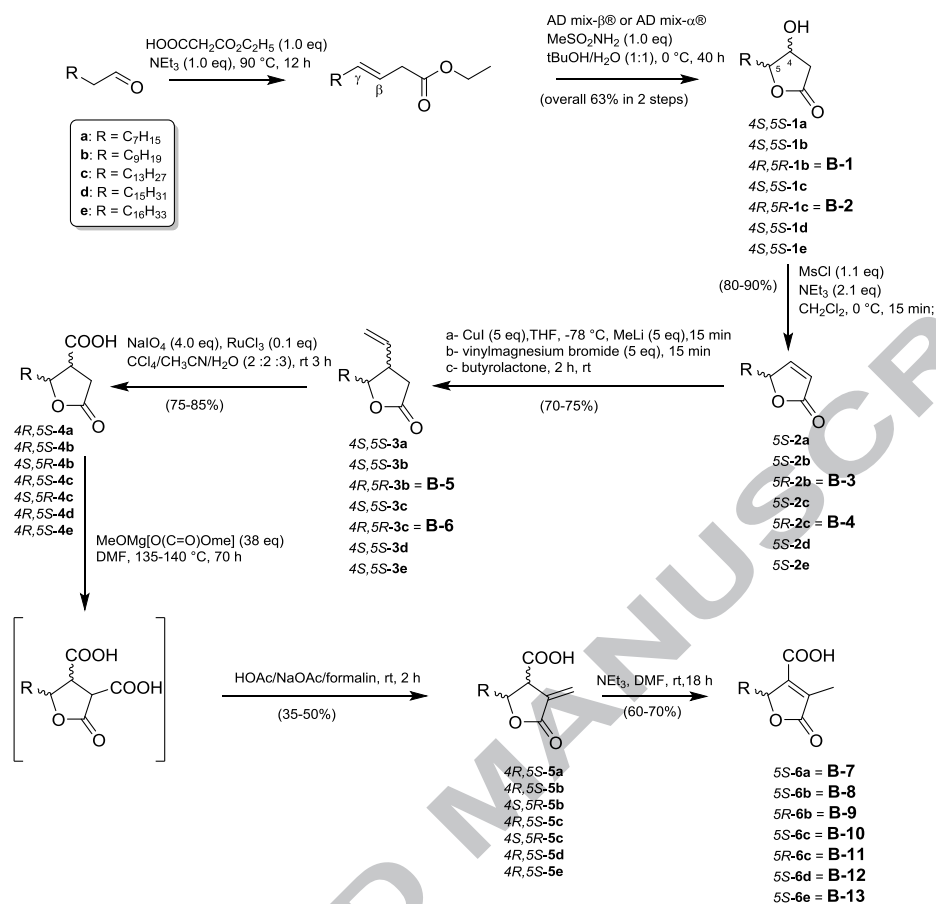 HOOCCH2CO2C2H5 (1.0 eq)
NEt3 (1.0 eq), 90 °C, 12 h
R
O
R
γ
β
O
O
AD mix-β® or AD mix-α®
MeSO2NH2 (1.0 eq)
tBuOH/H2O (1:1), 0 °C, 40 h
(overall 63% in 2 steps)
OH
R
5
4
O
O
a: R = C7H15
b: R = C9H19
c: R = C13H27
d: R = C15H31
e: R = C16H33
4S,5S-1a
4S,5S-1b
4R,5R-1b = B-1
4S,5S-1c
4R,5R-1c = B-2
4S,5S-1d
4S,5S-1e
(80-90%)
MsCl (1.1 eq)
NEt3 (2.1 eq)
CH2Cl2, 0 °C, 15 min;
R
O
O
5S-2a
5S-2b
5R-2b = B-3
5S-2c
5R-2c = B-4
5S-2d
5S-2e
a- CuI (5 eq),THF, -78 °C, MeLi (5 eq),15 min
b- vinylmagnesium bromide (5 eq), 15 min
c- butyrolactone, 2 h, rt
(70-75%)
R
O
O
4S,5S-3a
4S,5S-3b
4R,5R-3b = B-5
4S,5S-3c
4R,5R-3c = B-6
4S,5S-3d
4S,5S-3e
NaIO4 (4.0 eq), RuCl3 (0.1 eq)
CCl4/CH3CN/H2O (2 :2 :3), rt 3 h
(75-85%)
COOH
R
O
O
4R,5S-4a
4R,5S-4b
4S,5R-4b
4R,5S-4c
4S,5R-4c
4R,5S-4d
4R,5S-4e
MeOMg[O(C=O)Ome] (38 eq)
DMF, 135-140 °C, 70 h
COOH
R
COOH
O
O
HOAc/NaOAc/formalin, rt, 2 h
(35-50%)
COOH
R
O
O
4R,5S-5a
4R,5S-5b
4S,5R-5b
4R,5S-5c
4S,5R-5c
4R,5S-5d
4R,5S-5e
NEt3, DMF, rt,18 h
(60-70%)
COOH
R
O
O
5S-6a = B-7
5S-6b = B-8
5R-6b = B-9
5S-6c = B-10
5R-6c = B-11
5S-6d = B-12
5S-6e = B-13
D MANUSCR